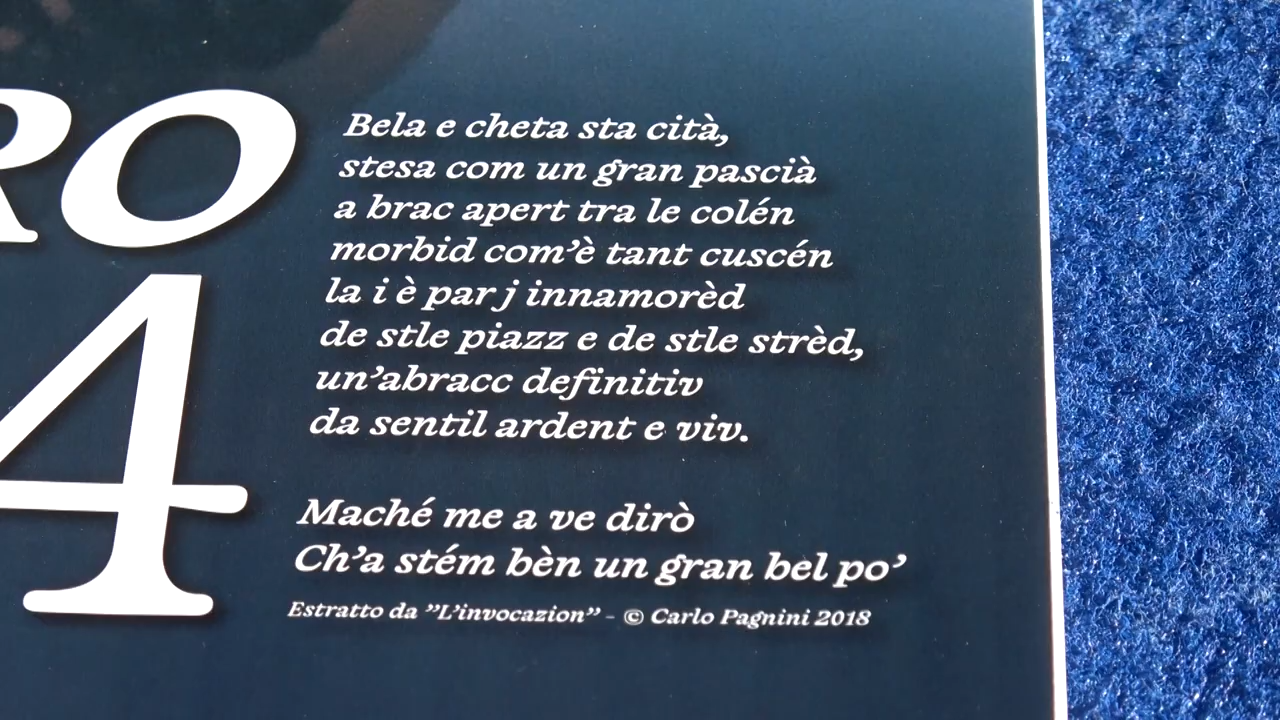 RO
4
Bela e cheta sta cità,
stesa com un gran pascià
a brac apert tra le colén
morbid com'è tant cuscén
la i è par j innamorèd
de stle piazz e de stle strèd,
un'abracc definitiv
da sentil ardent e viv.
Maché me a ve dirò
Ch'a stém bèn un gran bel po'
Estratto da "L'invocazion" - © Carlo Pagnini 2018